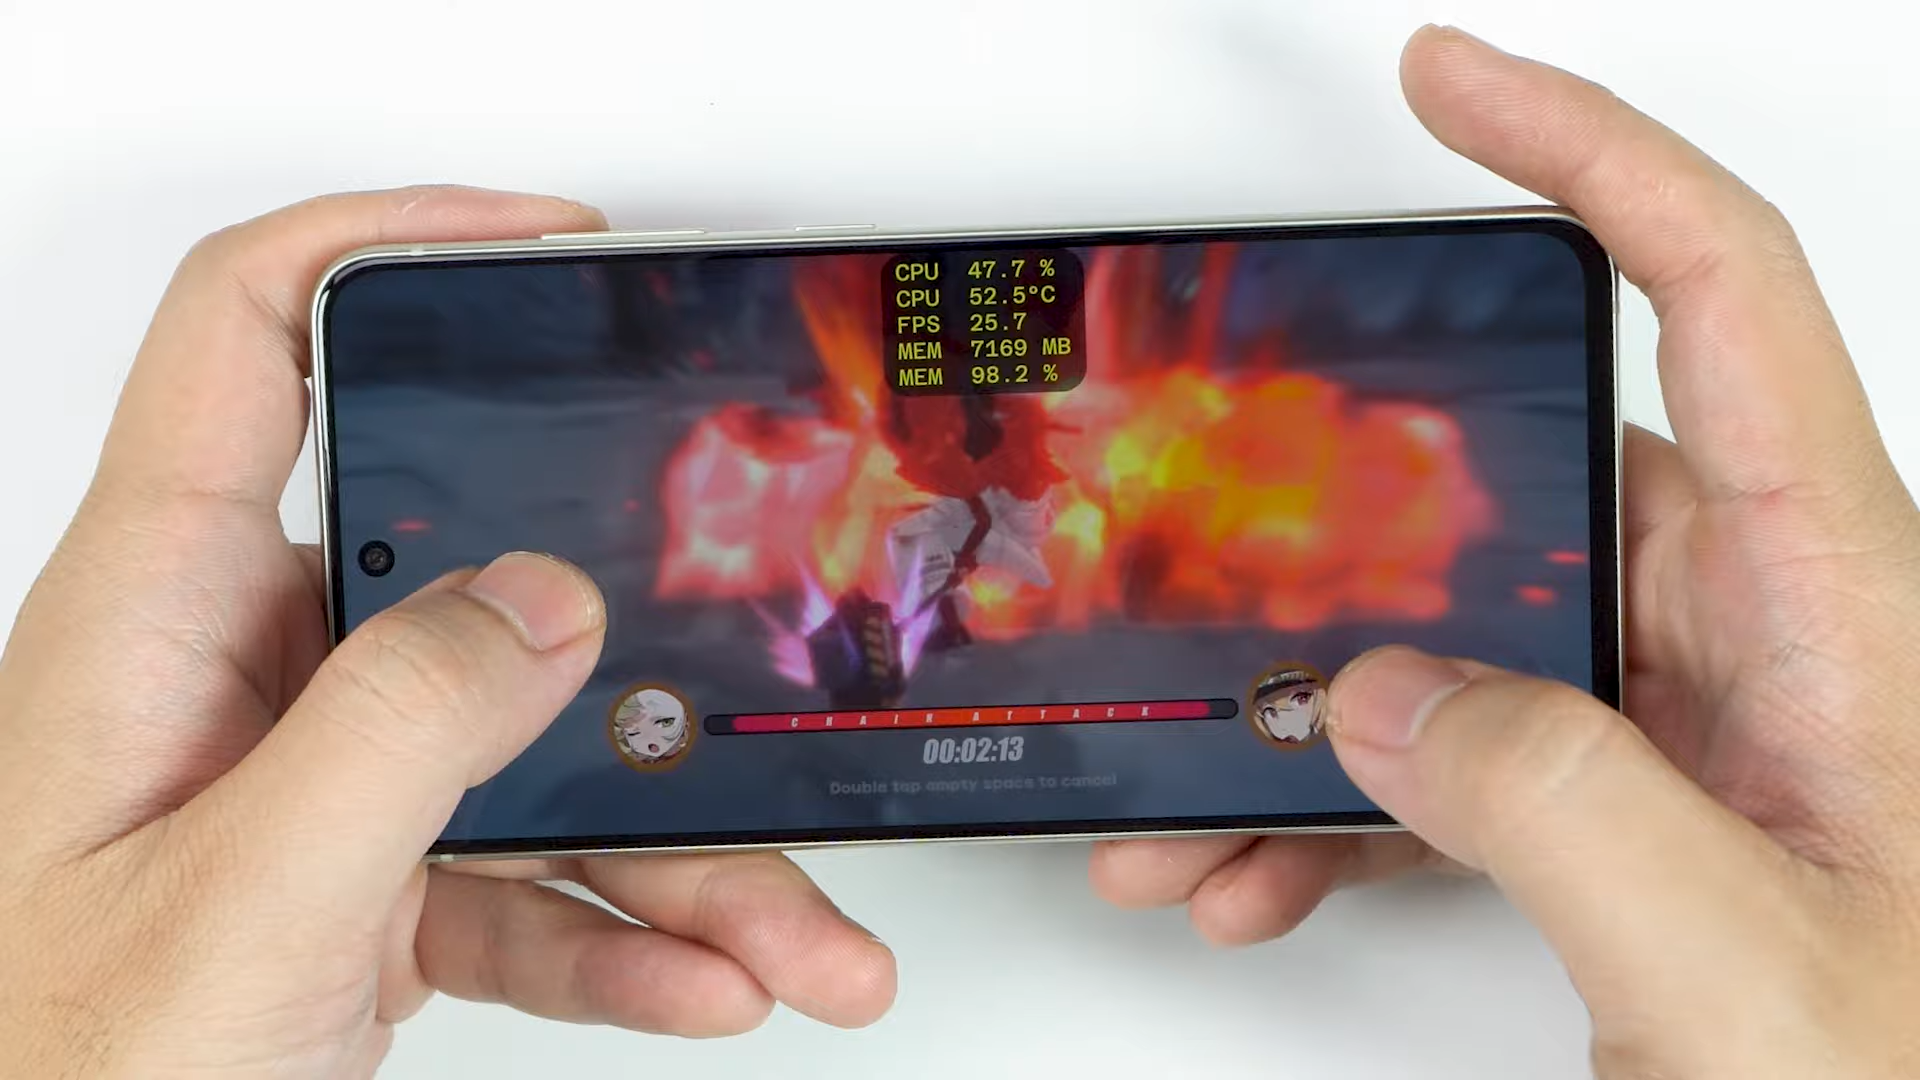 CPU 47.7 %
CPU 52.5°C
FPS 25.7
MEM 7169 MB
MEM 98.2 %
CHAIN ATTACK
00:02:13
Double tap empty space to cancel